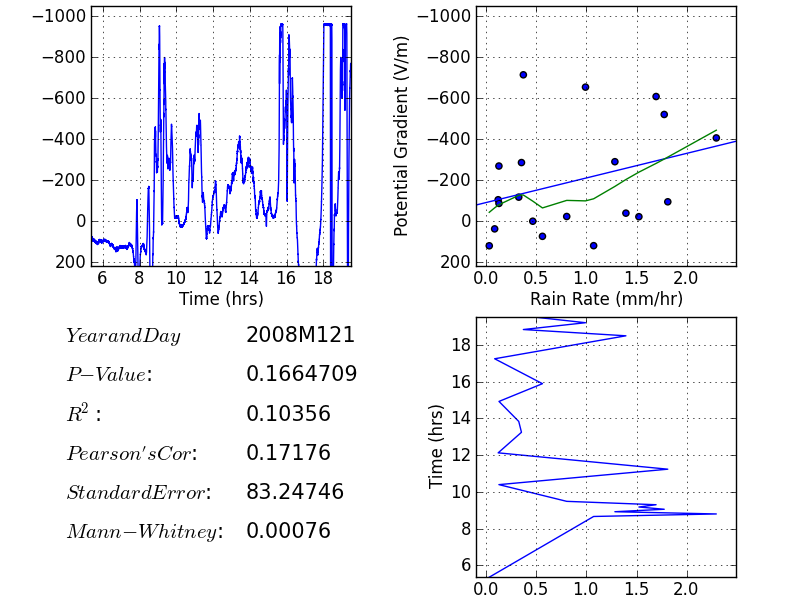 −1000
−800
−600
−400
−200
0
200
6 8 10 12 14 16 18
Time (hrs)
Potential Gradient (V/m)
−1000
−800
−600
−400
−200
0
200
0.0 0.5 1.0 1.5 2.0
Rain Rate (mm/hr)
YearandDay 2008M121
P−Value: 0.1664709
R²: 0.10356
Pearson'sCor: 0.17176
StandardError: 83.24746
Mann−Whitney: 0.00076
Time (hrs)
18
16
14
12
10
8
6
0.0 0.5 1.0 1.5 2.0